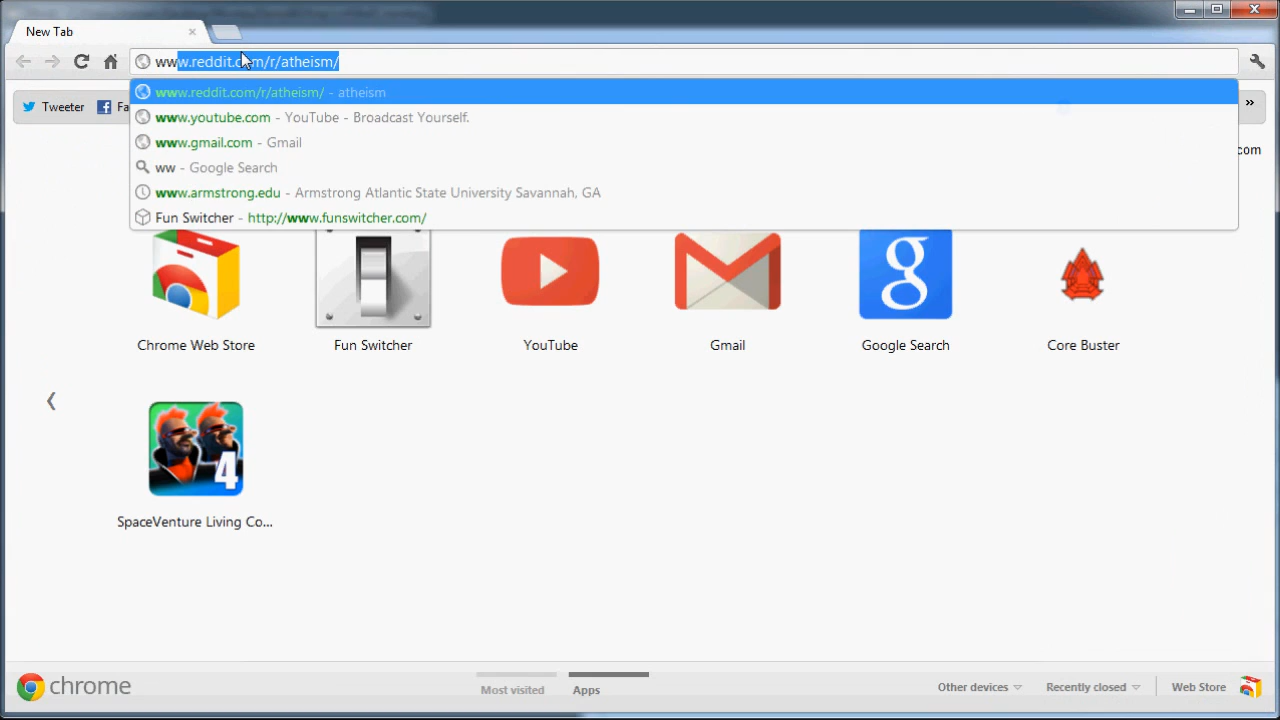 New Tab
www.reddit.com/r/atheism/
www.reddit.com/r/atheism/ - atheism
Tweeter
www.youtube.com - YouTube - Broadcast Yourself.
www.gmail.com - Gmail
ww - Google Search
www.armstrong.edu - Armstrong Atlantic State University Savannah, GA
Fun Switcher - http://www.funswitcher.com/
Chrome Web Store
Fun Switcher
YouTube
Gmail
g
Google Search
Core Buster
4
SpaceVenture Living Co...
chrome
Most visited
Apps
Other devices
Recently closed
Web Store